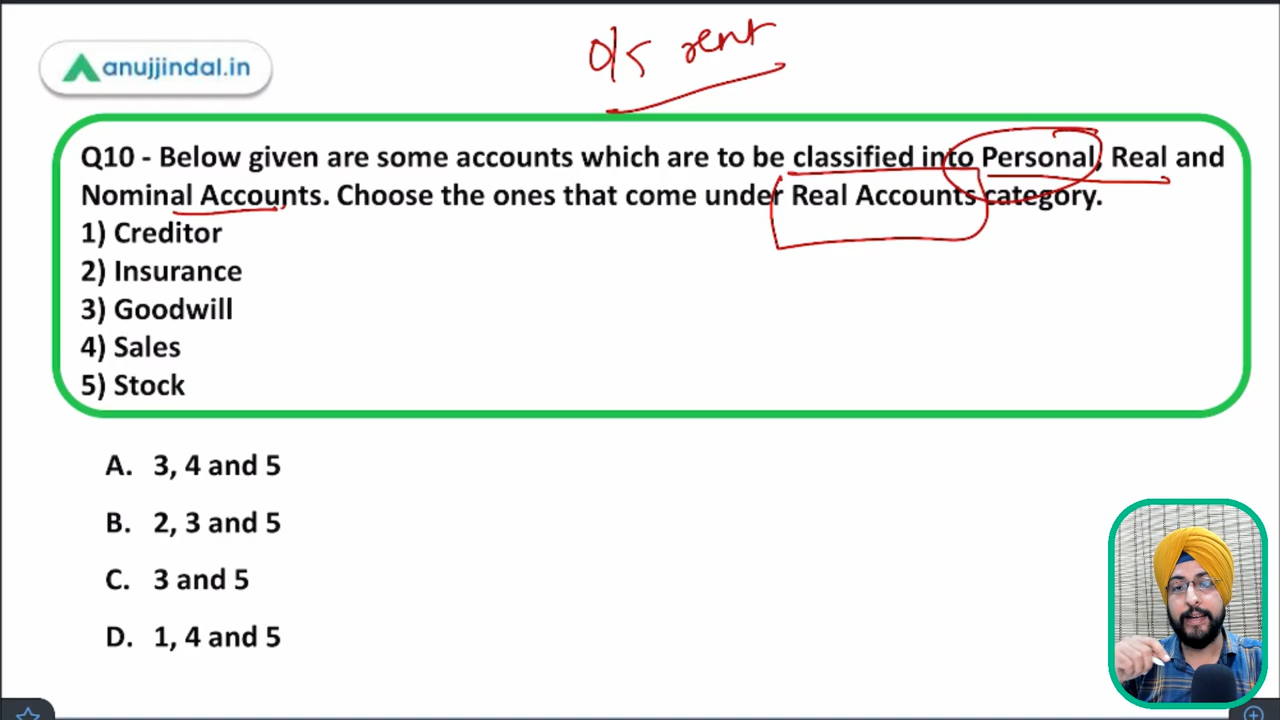 O/S rent
anujjindal.in
Q10 - Below given are some accounts which are to be classified into Personal, Real and
Nominal Accounts. Choose the ones that come under Real Accounts category.
1) Creditor
2) Insurance
3) Goodwill
4) Sales
5) Stock
A. 3, 4 and 5
B. 2, 3 and 5
C. 3 and 5
D. 1, 4 and 5